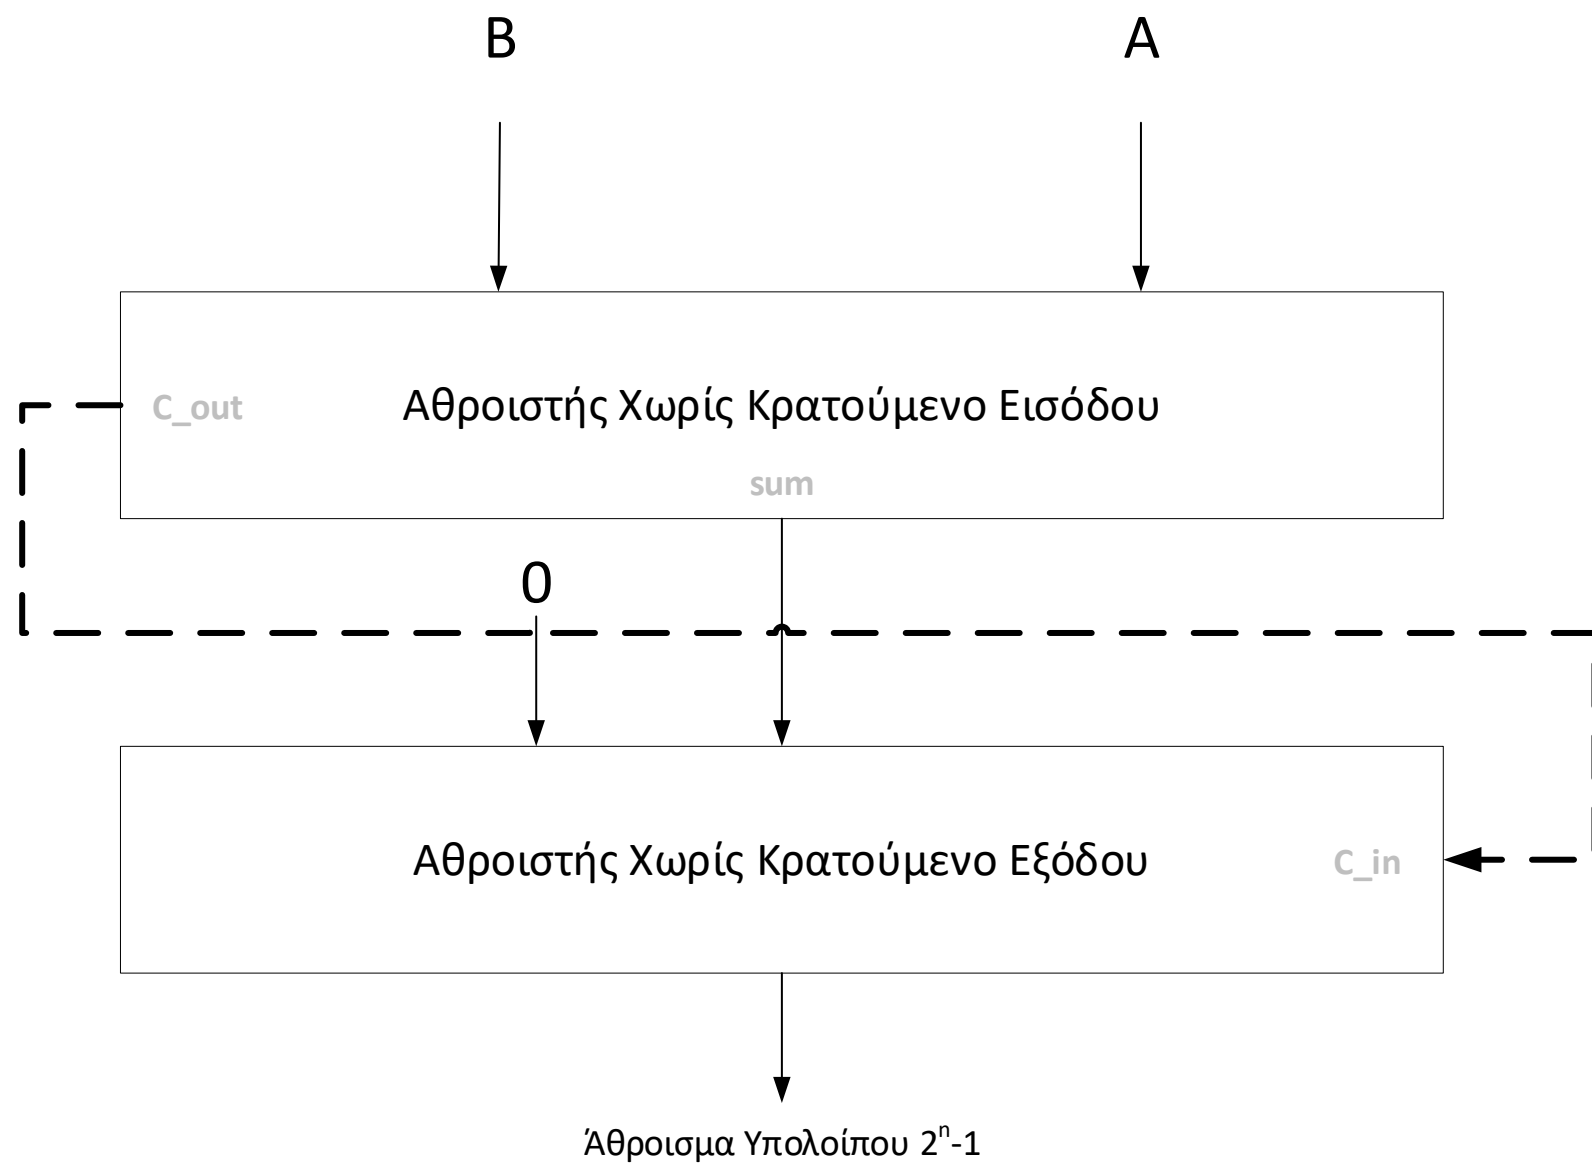 B
A
C_out
Αθροιστής Χωρίς Κρατούμενο Εισόδου
sum
0
Αθροιστής Χωρίς Κρατούμενο Εξόδου
C_in
Άθροισμα Υπολοίπου 2ⁿ-1